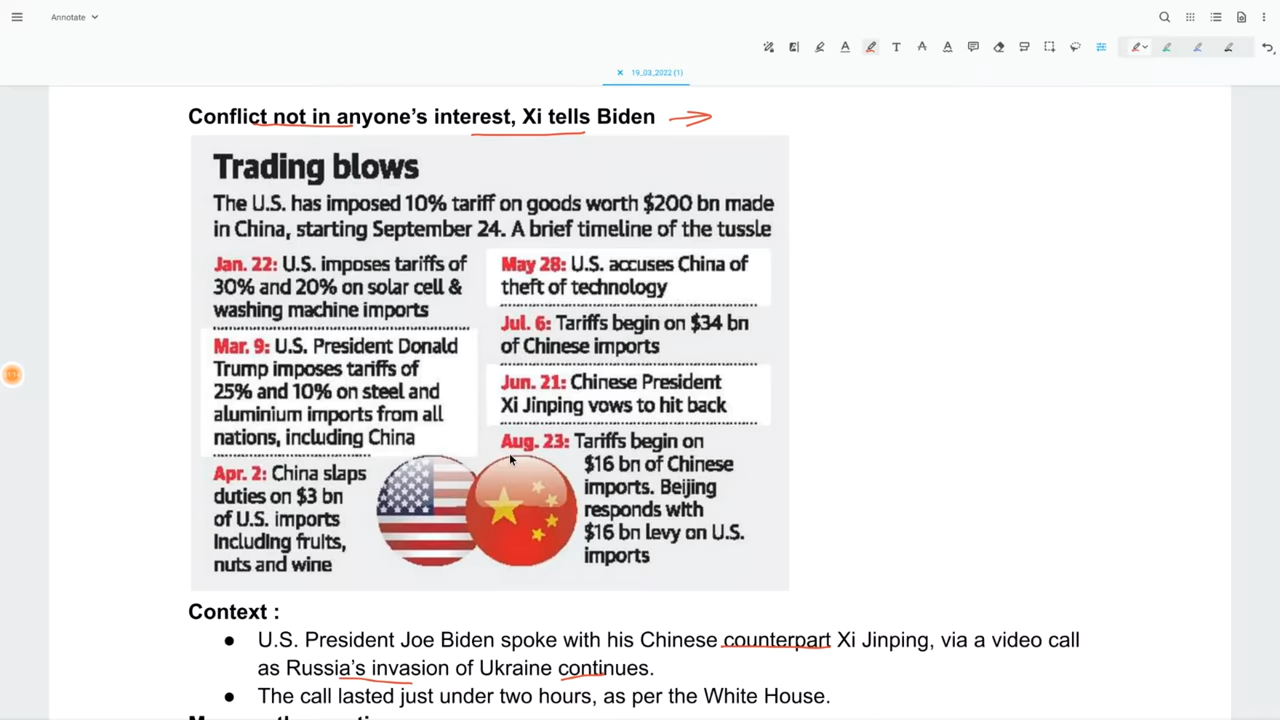 Annotate
19_03_2022 (1)
Conflict not in anyone's interest, Xi tells Biden
Trading blows
The U.S. has imposed 10% tariff on goods worth $200 bn made
in China, starting September 24. A brief timeline of the tussle
Jan. 22: U.S. imposes tariffs of
30% and 20% on solar cell &
washing machine imports
Mar. 9: U.S. President Donald
Trump imposes tariffs of
25% and 10% on steel and
aluminium imports from all
nations, including China
Apr. 2: China slaps
duties on $3 bn
of U.S. imports
including fruits,
nuts and wine
May 28: U.S. accuses China of
theft of technology
Jul. 6: Tariffs begin on $34 bn
of Chinese imports
Jun. 21: Chinese President
Xi Jinping vows to hit back
Aug. 23: Tariffs begin on
$16 bn of Chinese
imports. Beijing
responds with
$16 bn levy on U.S.
imports
Context :
● U.S. President Joe Biden spoke with his Chinese counterpart Xi Jinping, via a video call
as Russia's invasion of Ukraine continues.
● The call lasted just under two hours, as per the White House.